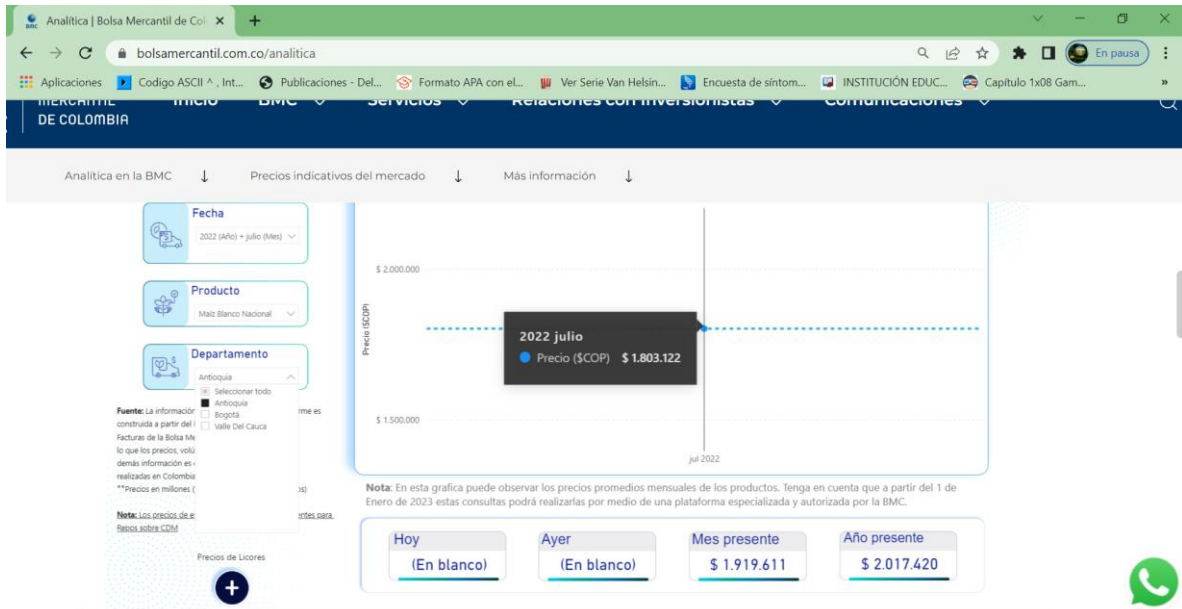 Analítica | Bolsa Mercantil de Col
bolsamercantil.com.co/analitica
En pausa
Aplicaciones Codigo ASCII ^ , Int... Publicaciones - Del... Formato APA con el... Ver Serie Van Helsin... Encuesta de síntom... INSTITUCIÓN EDUC... Capítulo 1x08 Gam... »
MERCANTIL
DE COLOMBIA
Inicio BMC Servicios Relaciones con Inversionistas Comunicaciones
Analítica en la BMC ↓ Precios indicativos del mercado ↓ Más información ↓
Fecha
2022 (Año) + julio (Mes)
Producto
Maíz Blanco Nacional
Departamento
Antioquia
Seleccionar todo
Antioquia
Bogotá
Valle Del Cauca
Fuente: La información rme es
construida a partir del
Facturas de la Bolsa Me
lo que los precios, volú
demás información es
realizadas en Colombia
**Precios en millones ( os)
Nota: Los precios de e entes para
Repos sobre CDM
Precios de Licores
+
Precio ($COP)
$ 2.000.000
$ 1.500.000
2022 julio
Precio ($COP) $ 1.803.122
jul 2022
Nota: En esta grafica puede observar los precios promedios mensuales de los productos. Tenga en cuenta que a partir del 1 de
Enero de 2023 estas consultas podrá realizarlas por medio de una plataforma especializada y autorizada por la BMC.
Hoy
(En blanco)
Ayer
(En blanco)
Mes presente
$ 1.919.611
Año presente
$ 2.017.420